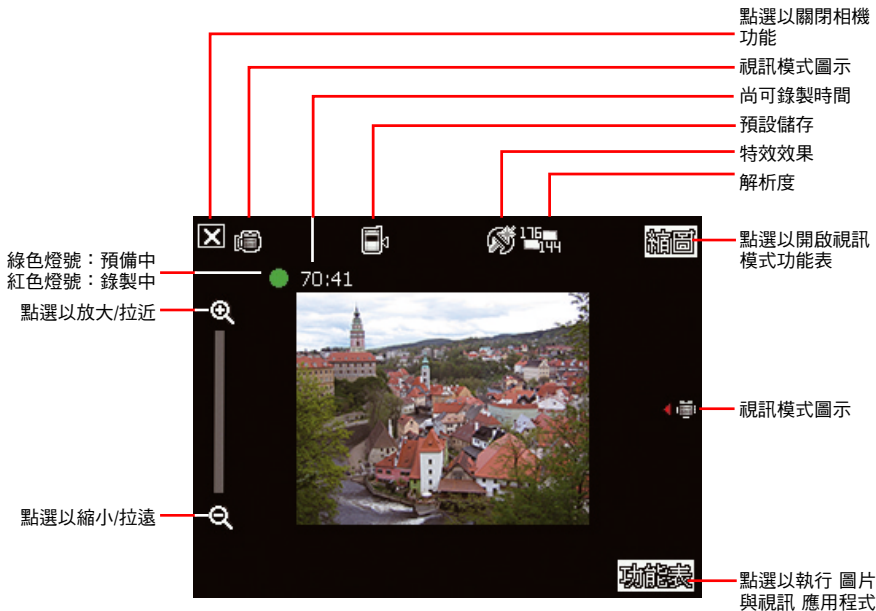 點選以關閉相機
功能
視訊模式圖示
尚可錄製時間
預設儲存
特效效果
解析度
176
144
縮圖
點選以開啟視訊
模式功能表
綠色燈號：預備中
紅色燈號：錄製中
70:41
點選以放大/拉近
視訊模式圖示
點選以縮小/拉遠
功能表
點選以執行 圖片
與視訊 應用程式